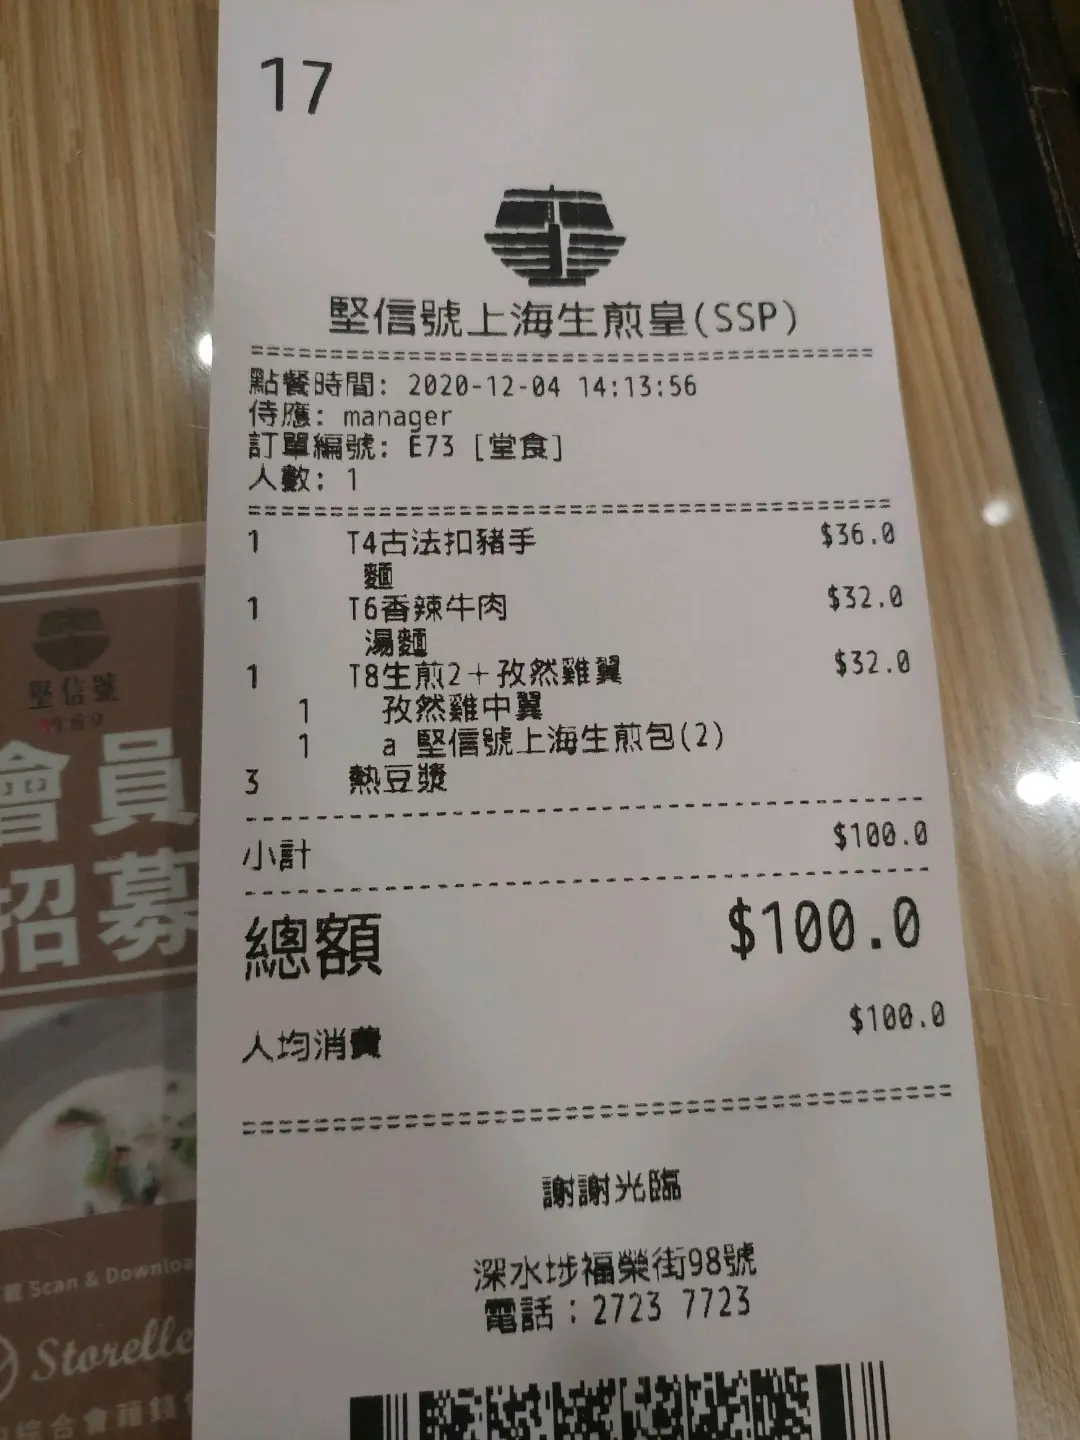 17
堅信號上海生煎皇(SSP)
點餐時間: 2020-12-04 14:13:56
侍應: manager
訂單編號: E73 [堂食]
人數: 1
1 T4古法扣豬手 $36.0
麵
1 T6香辣牛肉 $32.0
湯麵
1 T8生煎2+孜然雞翼 $32.0
1 孜然雞中翼
1 a 堅信號上海生煎包(2)
3 熱豆漿
小計 $100.0
總額 $100.0
人均消費 $100.0
謝謝光臨
深水埗福榮街98號
電話：2723 7723
堅信號
會員
招募
Scan & Downloa
Storelle
綜合會籍